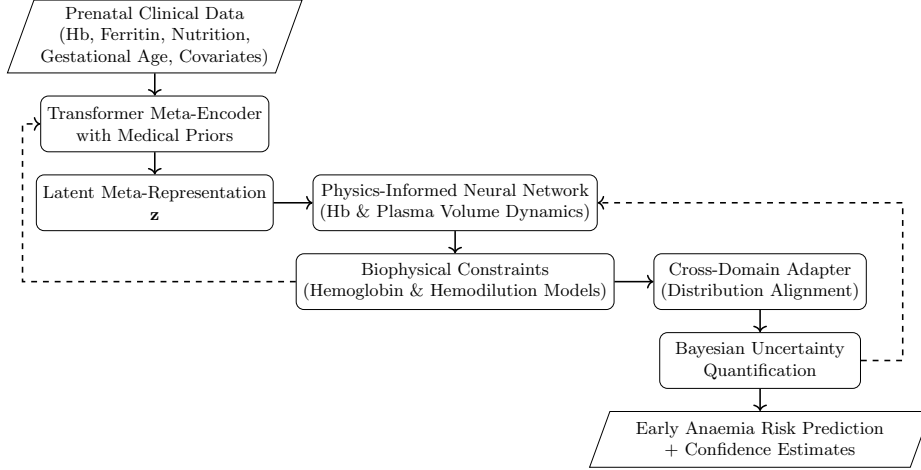 Prenatal Clinical Data
(Hb, Ferritin, Nutrition,
Gestational Age, Covariates)
Transformer Meta-Encoder
with Medical Priors
Latent Meta-Representation
z
Physics-Informed Neural Network
(Hb & Plasma Volume Dynamics)
Biophysical Constraints
(Hemoglobin & Hemodilution Models)
Cross-Domain Adapter
(Distribution Alignment)
Bayesian Uncertainty
Quantification
Early Anaemia Risk Prediction
+ Confidence Estimates